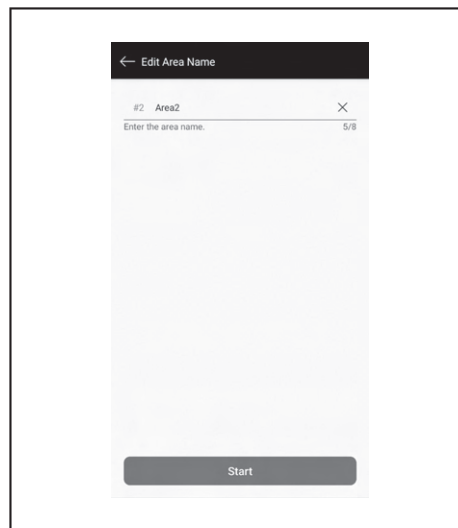 ← Edit Area Name
#2 Area2 ×
Enter the area name. 5/8
Start